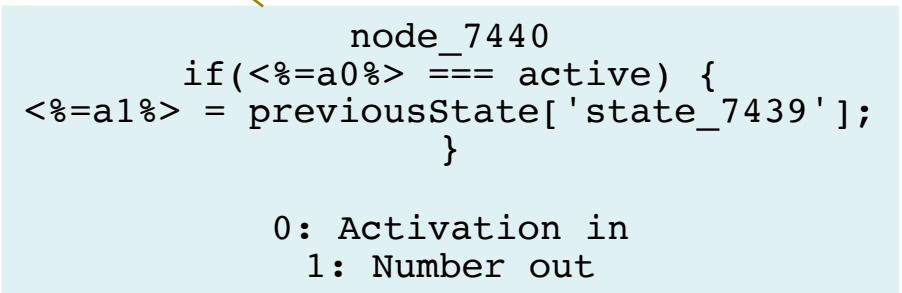 node_7440
if(<%=a0%> === active) {
<%=a1%> = previousState['state_7439'];
}
0: Activation in
1: Number out